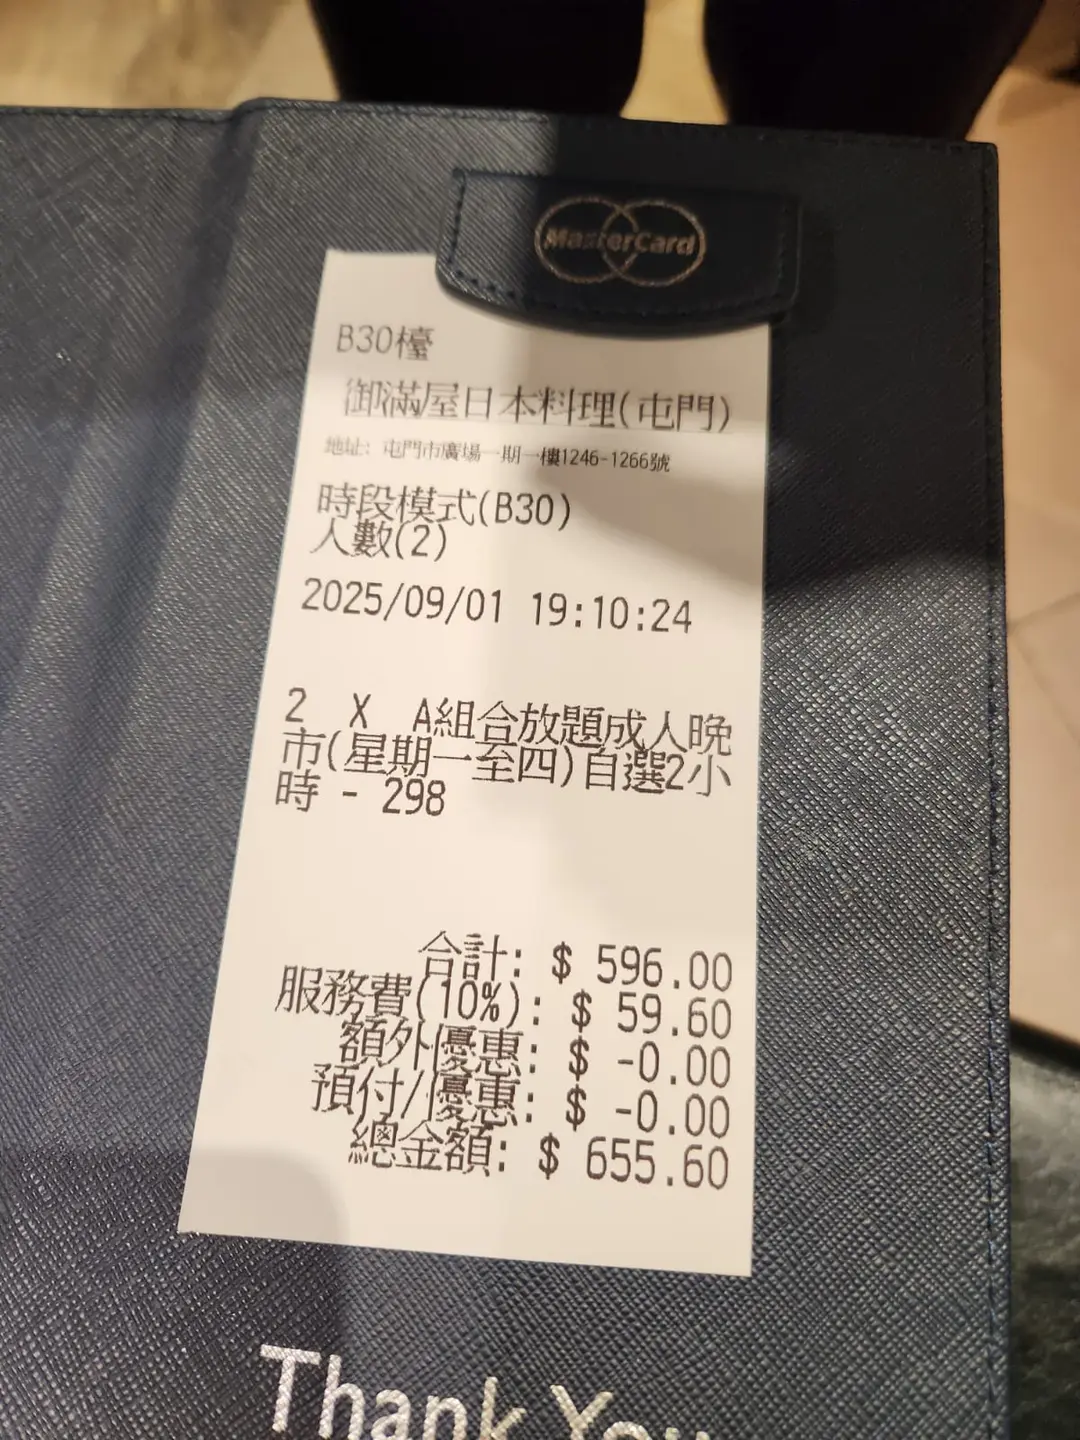 MasterCard
B30檯
御滿屋日本料理(屯門)
地址: 屯門市廣場一期一樓1246-1266號
時段模式(B30)
人數(2)
2025/09/01 19:10:24
2 X A組合放題成人晚
市(星期一至四)自選2小
時 - 298
合計: $ 596.00
服務費(10%): $ 59.60
額外優惠: $ -0.00
預付/優惠: $ -0.00
總金額: $ 655.60
Thank You